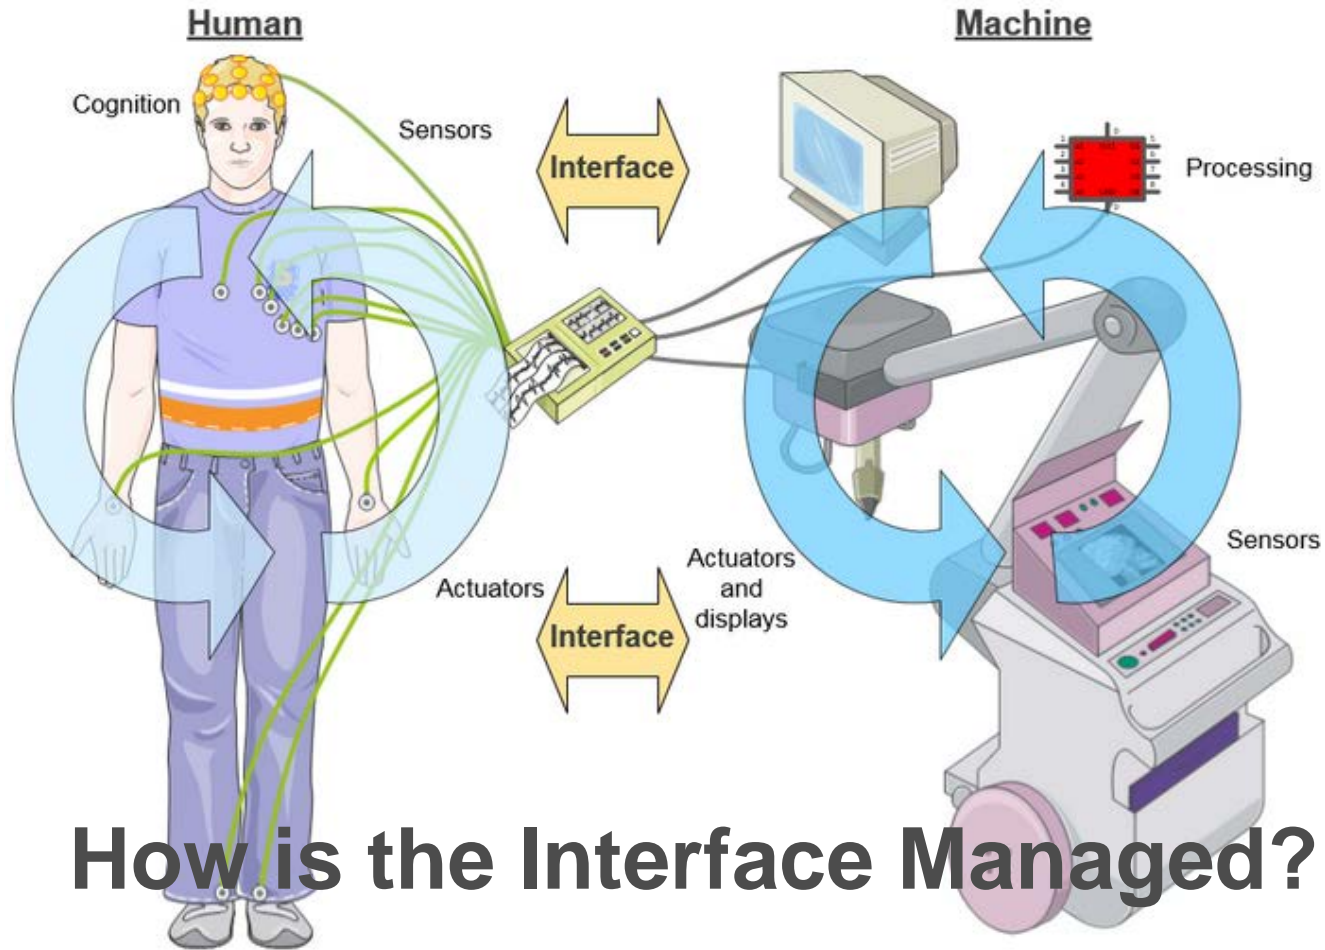 Human
Machine
Cognition
Sensors
Interface
Processing
Sensors
Actuators
Actuators
and
displays
Interface
How is the Interface Managed?